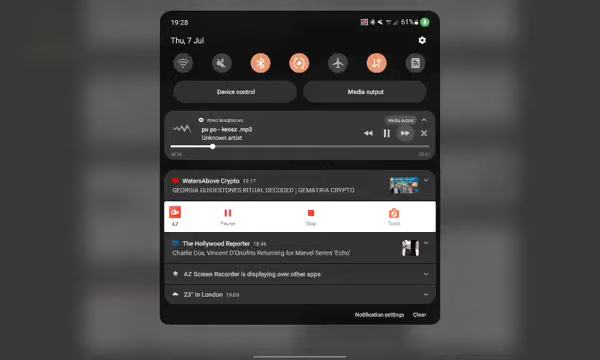 19:28
61%
Thu, 7 Jul
Device control
Media output
Wired headphones
Media output
pu po - keosz .mp3
Unknown artist
WatersAbove Crypto 19:17
GEORGIA GUIDESTONES RITUAL DECODED | GEMATRIA CRYPTO
AZ
Pause
Stop
Tools
The Hollywood Reporter 18:46
Charlie Cox, Vincent D'Onofrio Returning for Marvel Series 'Echo'
AZ Screen Recorder is displaying over other apps
23° in London 19:03
Notification settings
Clear